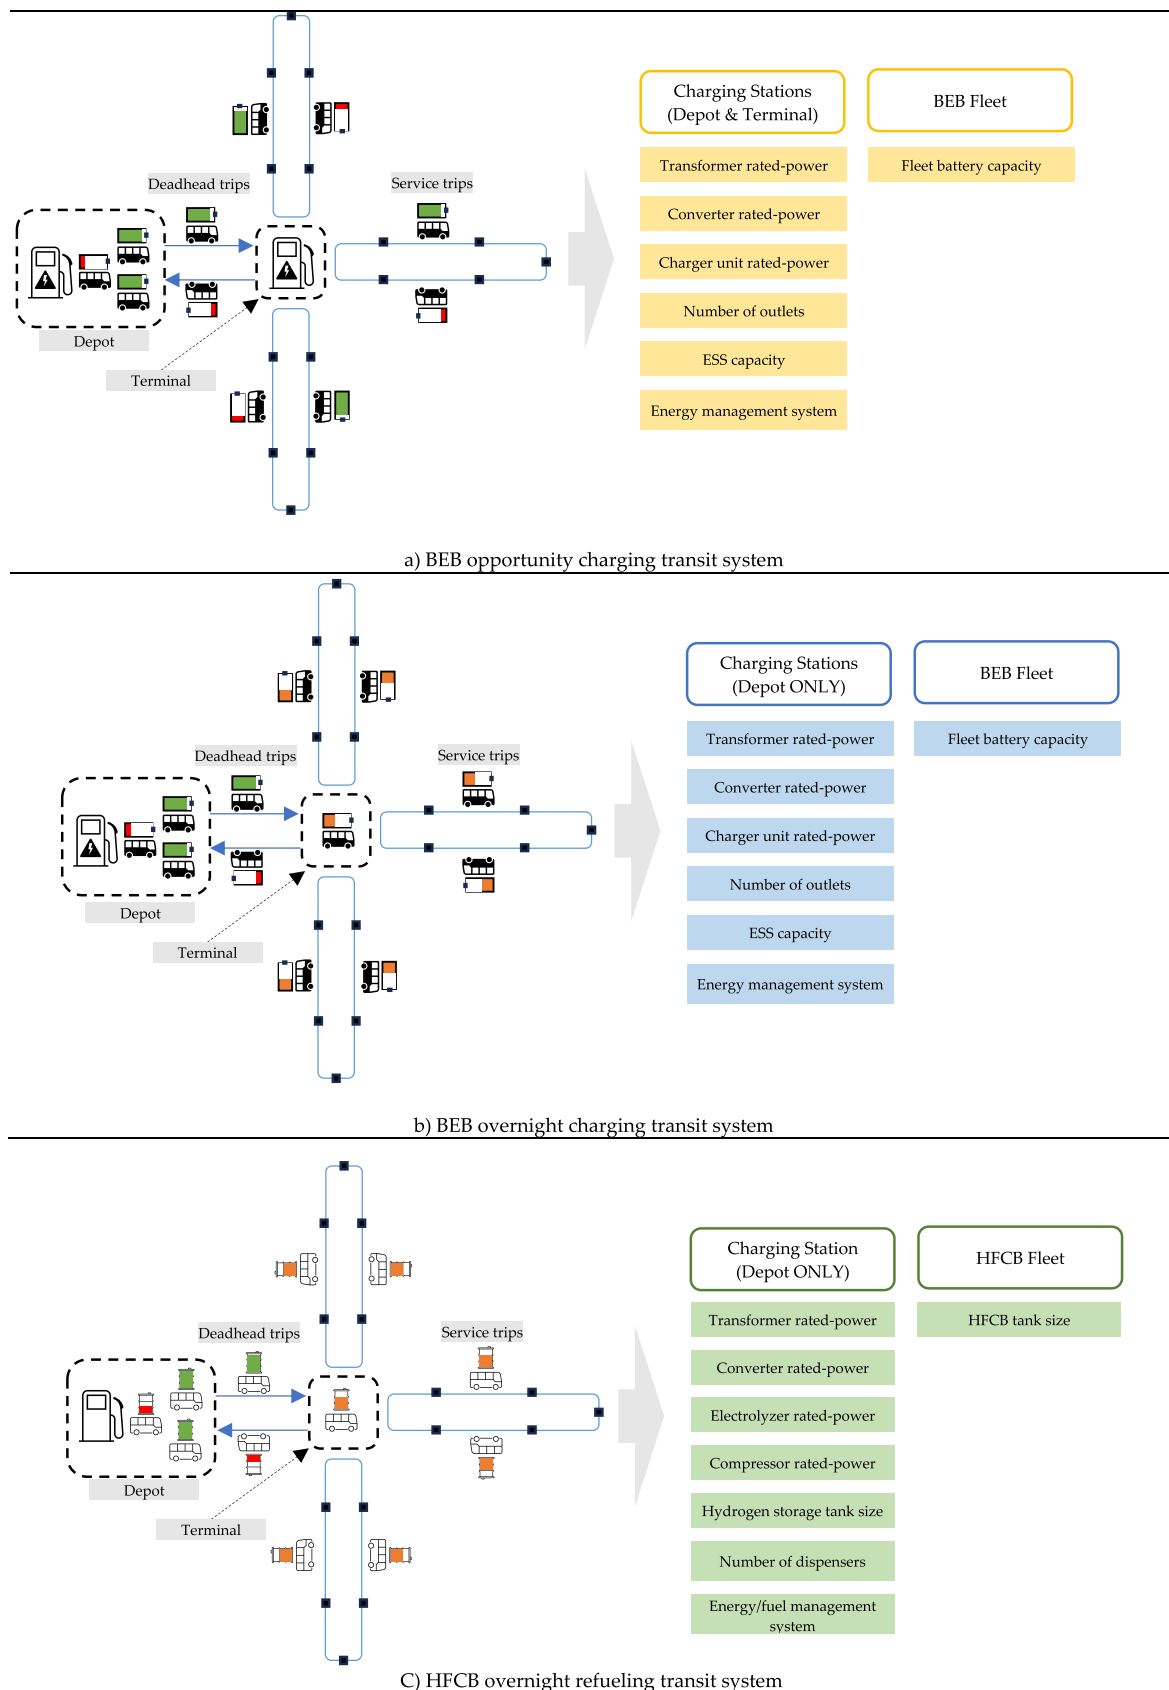 Charging Stations
(Depot & Terminal)
BEB Fleet
Transformer rated-power
Fleet battery capacity
Deadhead trips
Service trips
Converter rated-power
Charger unit rated-power
Number of outlets
Depot
ESS capacity
Terminal
Energy management system
a) BEB opportunity charging transit system
Charging Stations
(Depot ONLY)
BEB Fleet
Transformer rated-power
Fleet battery capacity
Deadhead trips
Service trips
Converter rated-power
Charger unit rated-power
Number of outlets
Depot
ESS capacity
Terminal
Energy management system
b) BEB overnight charging transit system
Charging Station
(Depot ONLY)
HFCB Fleet
Transformer rated-power
HFCB tank size
Deadhead trips
Service trips
Converter rated-power
Electrolyzer rated-power
Compressor rated-power
Depot
Hydrogen storage tank size
Terminal
Number of dispensers
Energy/fuel management
system
C) HFCB overnight refueling transit system